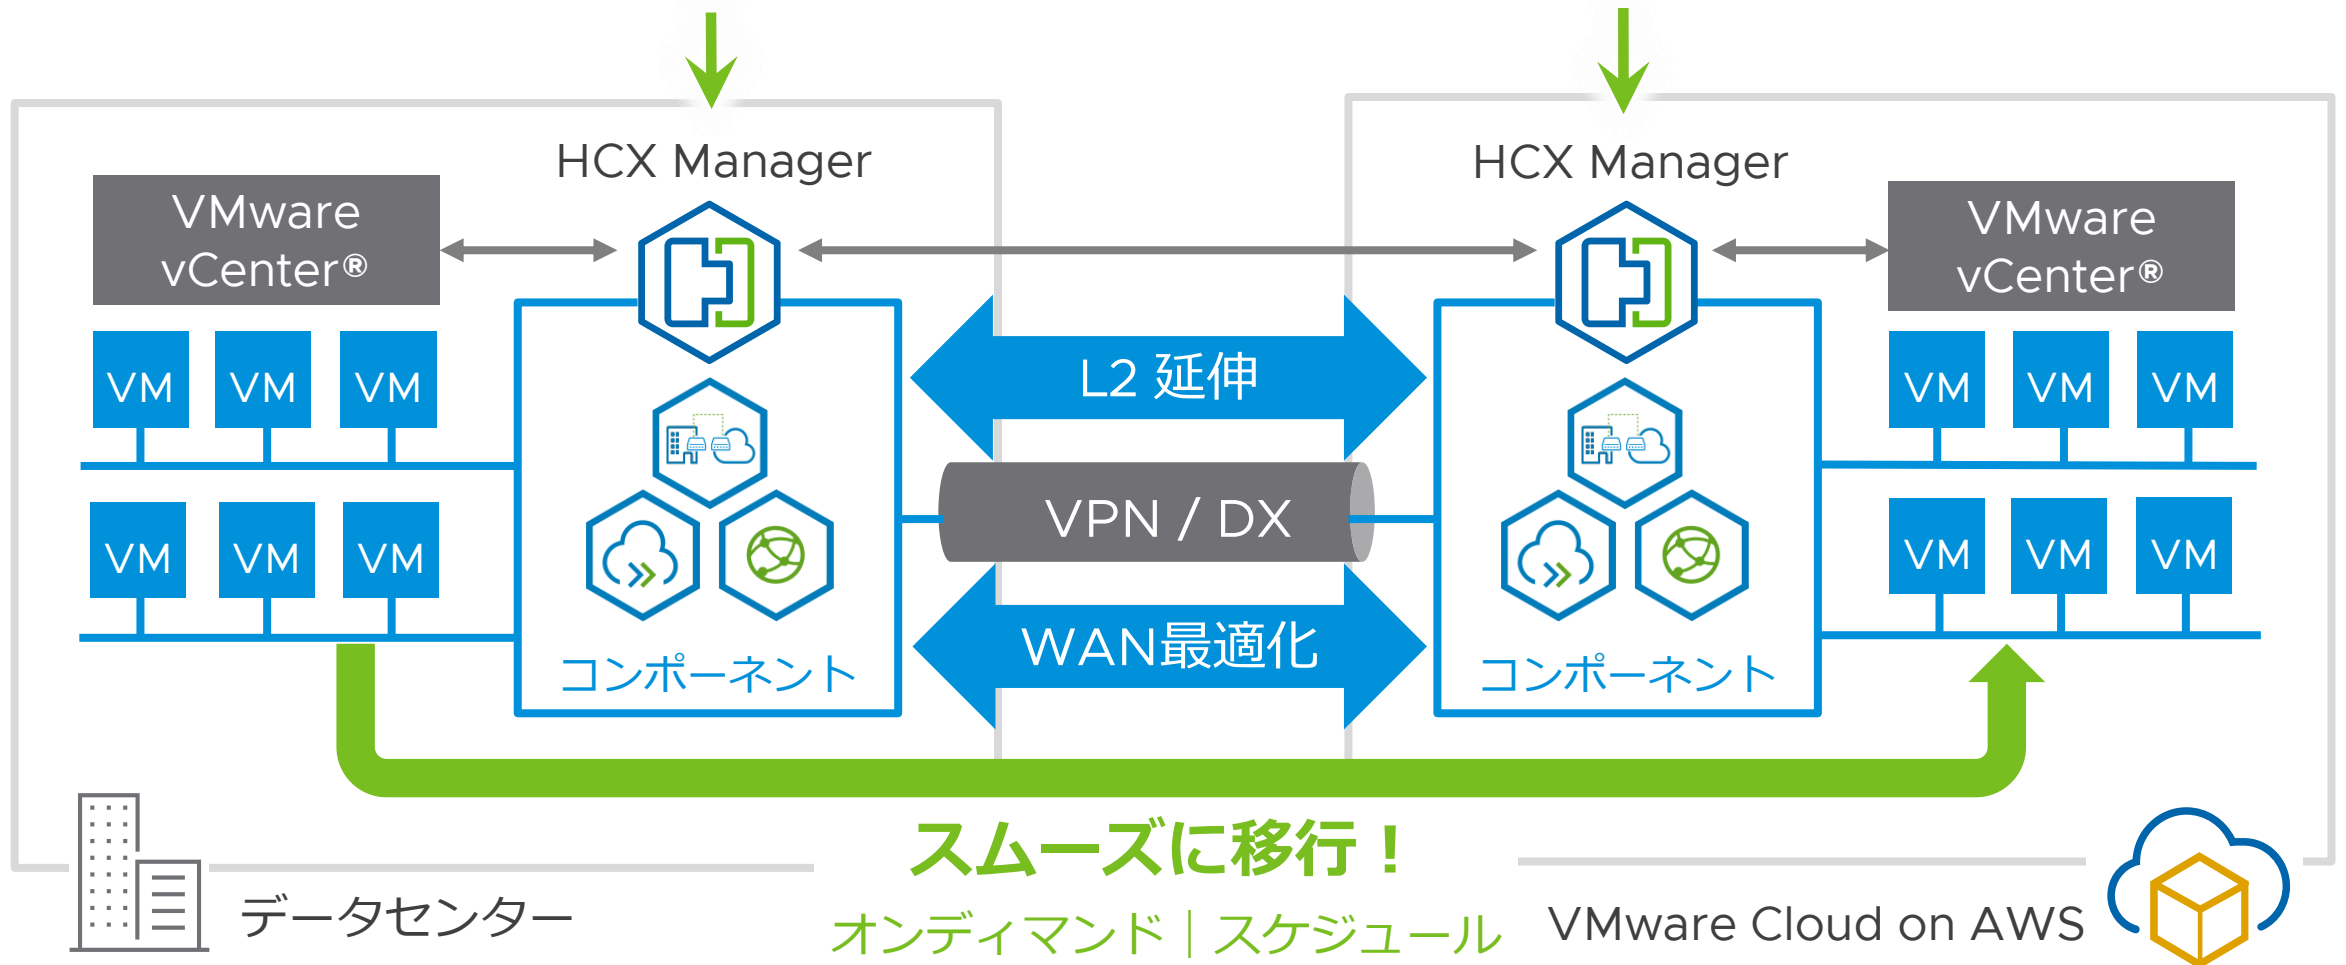 HCX Manager
HCX Manager
VMware
vCenter®
VMware
vCenter®
VM VM VM
L2 延伸
VM VM VM
VPN / DX
VM VM VM
VM VM VM
WAN最適化
コンポーネント
コンポーネント
スムーズに移行！
データセンター
オンディマンド｜スケジュール
VMware Cloud on AWS